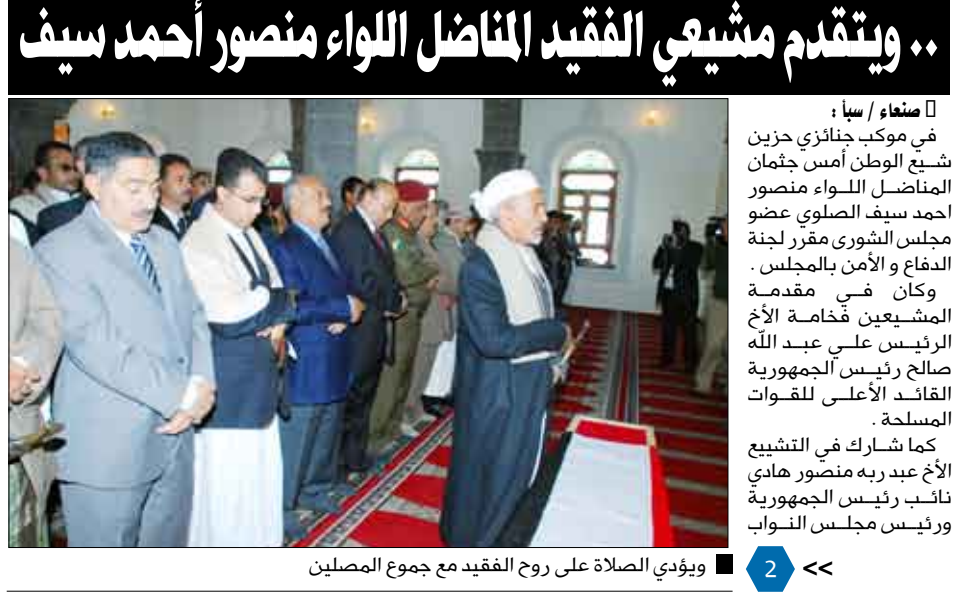 .. ويتقدم مشيعي الفقيد المناضل اللواء منصور أحمد سيف
صنعاء / سبأ :
في موكب جنائزي حزين
شيع الوطن أمس جثمان
المناضل اللواء منصور
احمد سيف الصلوي عضو
مجلس الشورى مقرر لجنة
الدفاع و الأمن بالمجلس .
وكان في مقدمة
المشيعين فخامة الأخ
الرئيس علي عبد الله
صالح رئيس الجمهورية
القائد الأعلى للقوات
المسلحة .
كما شارك في التشييع
الأخ عبد ربه منصور هادي
نائب رئيس الجمهورية
ورئيس مجلس النواب
>> 2
ويؤدي الصلاة على روح الفقيد مع جموع المصلين